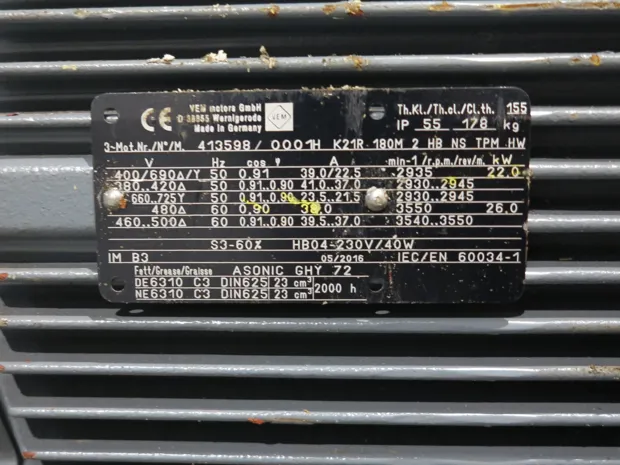 CE
VEM motors GmbH
D 38855 Wernigerode
Made in Germany
VEM
Th.Kl./Th.cl./Cl.th. 155
IP 55 178 kg
3~Mot.Nr./N°/M. 413598/0001H K21R 180M 2 HB NS TPM HW
V Hz cos φ A min-1/r.p.m./rev/m. kW
400/690Δ/Y 50 0.91 39.0/22.5 2935 22.0
380..420Δ 50 0.91..0.90 41.0..37.0 2930..2945
660..725Y 50 0.91..0.90 23.5..21.5 2930..2945
480Δ 60 0.90 38.0 3550 26.0
460..500Δ 60 0.91..0.90 39.5..37.0 3540..3550
S3-60% HB04-230V/40W
IM B3 05/2016 IEC/EN 60034-1
Fett/Grease/Graisse ASONIC GHY 72
DE6310 C3 DIN625 23 cm³ 2000 h
NE6310 C3 DIN625 23 cm³